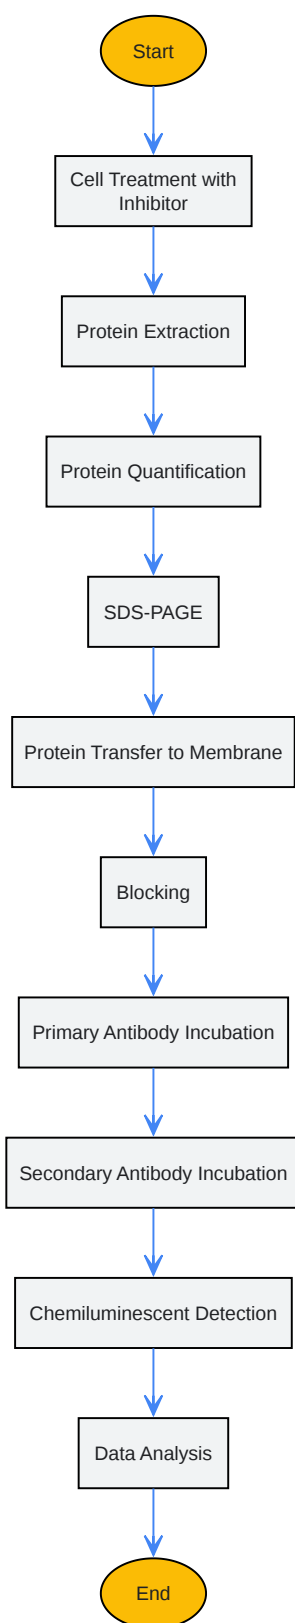 Start
Cell Treatment with
Inhibitor
Protein Extraction
Protein Quantification
SDS-PAGE
Protein Transfer to Membrane
Blocking
Primary Antibody Incubation
Secondary Antibody Incubation
Chemiluminescent Detection
Data Analysis
End